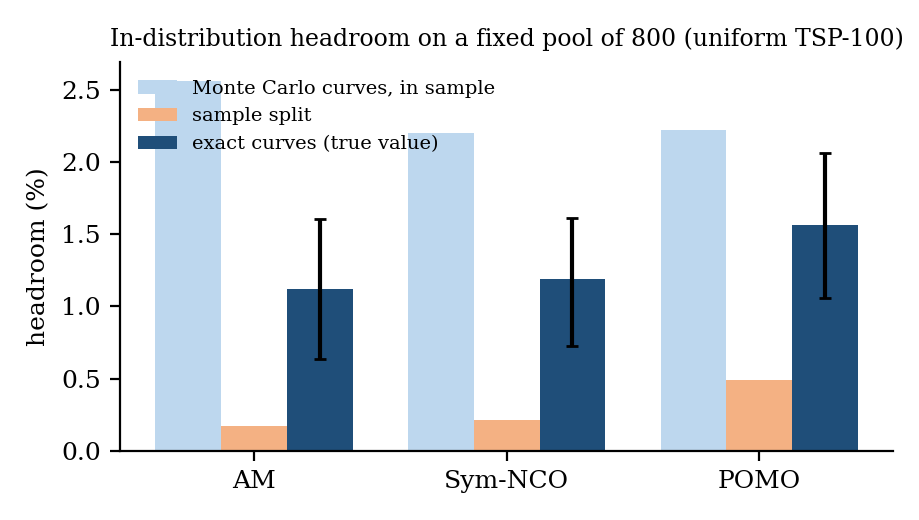 In-distribution headroom on a fixed pool of 800 (uniform TSP-100)
Monte Carlo curves, in sample
sample split
exact curves (true value)
headroom (%)
2.5
2.0
1.5
1.0
0.5
0.0
AM
Sym-NCO
POMO